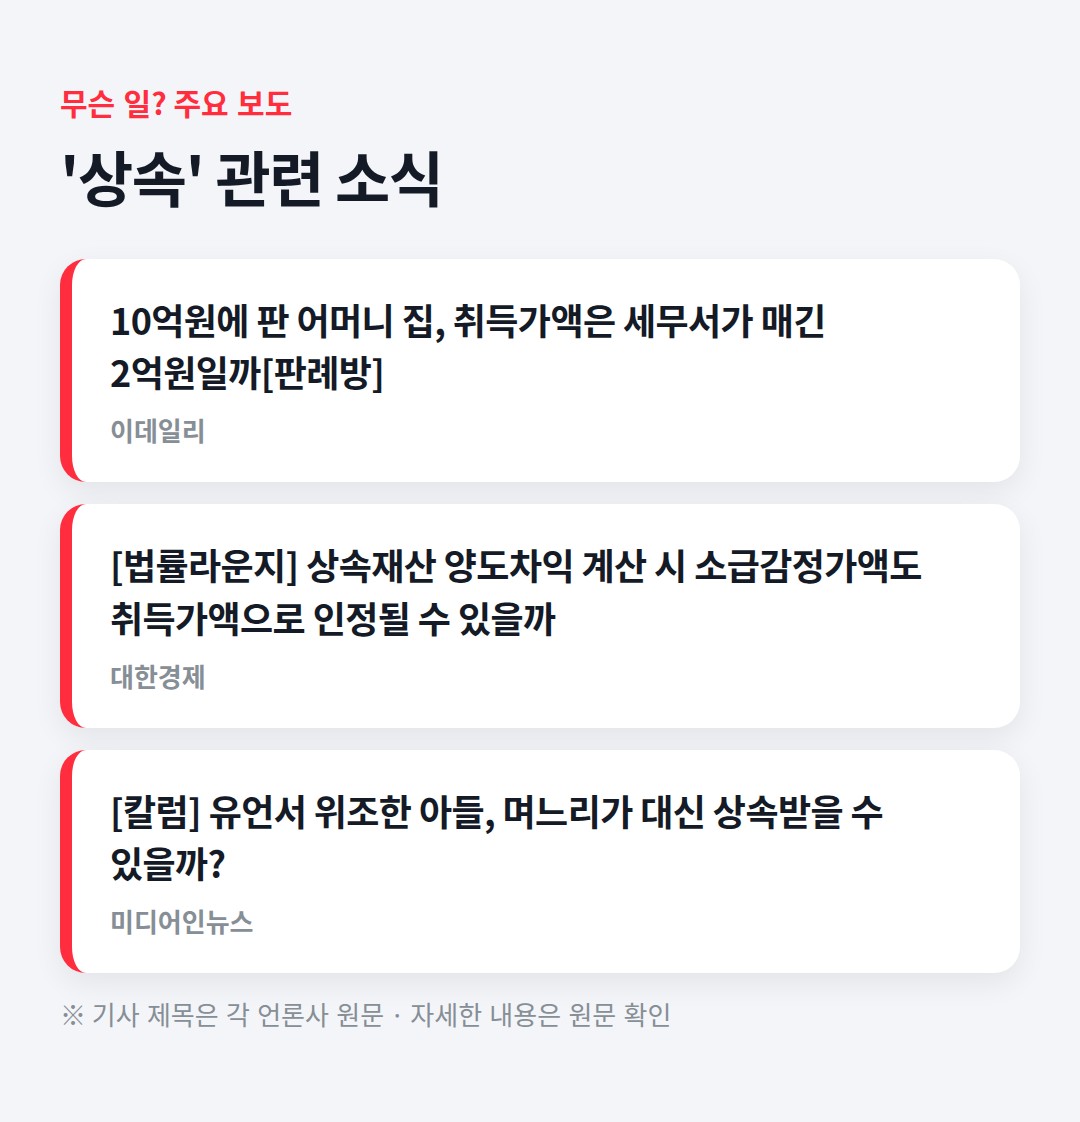 무슨 일? 주요 보도
'상속' 관련 소식
10억원에 판 어머니 집, 취득가액은 세무서가 매긴
2억원일까[판례방]
이데일리
[법률라운지] 상속재산 양도차익 계산 시 소급감정가액도
취득가액으로 인정될 수 있을까
대한경제
[칼럼] 유언서 위조한 아들, 며느리가 대신 상속받을 수
있을까?
미디어인뉴스
※ 기사 제목은 각 언론사 원문 · 자세한 내용은 원문 확인